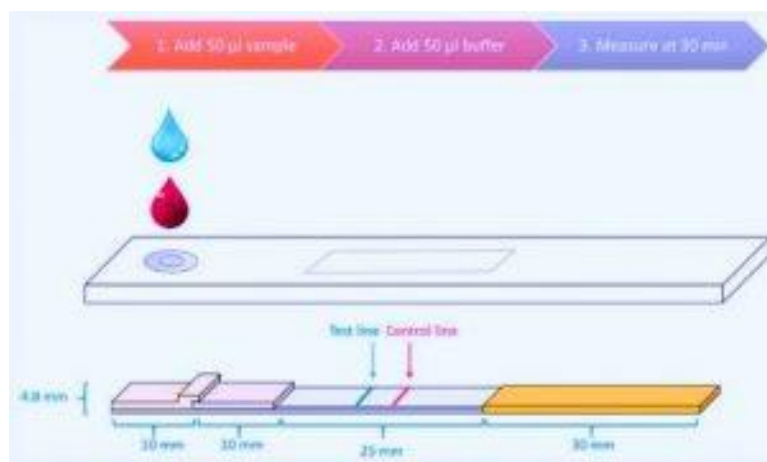 1. Add 50 µl sample
2. Add 50 µl buffer
3. Measure at 30 min
Test line
Control line
4.8 mm
10 mm
10 mm
25 mm
30 mm